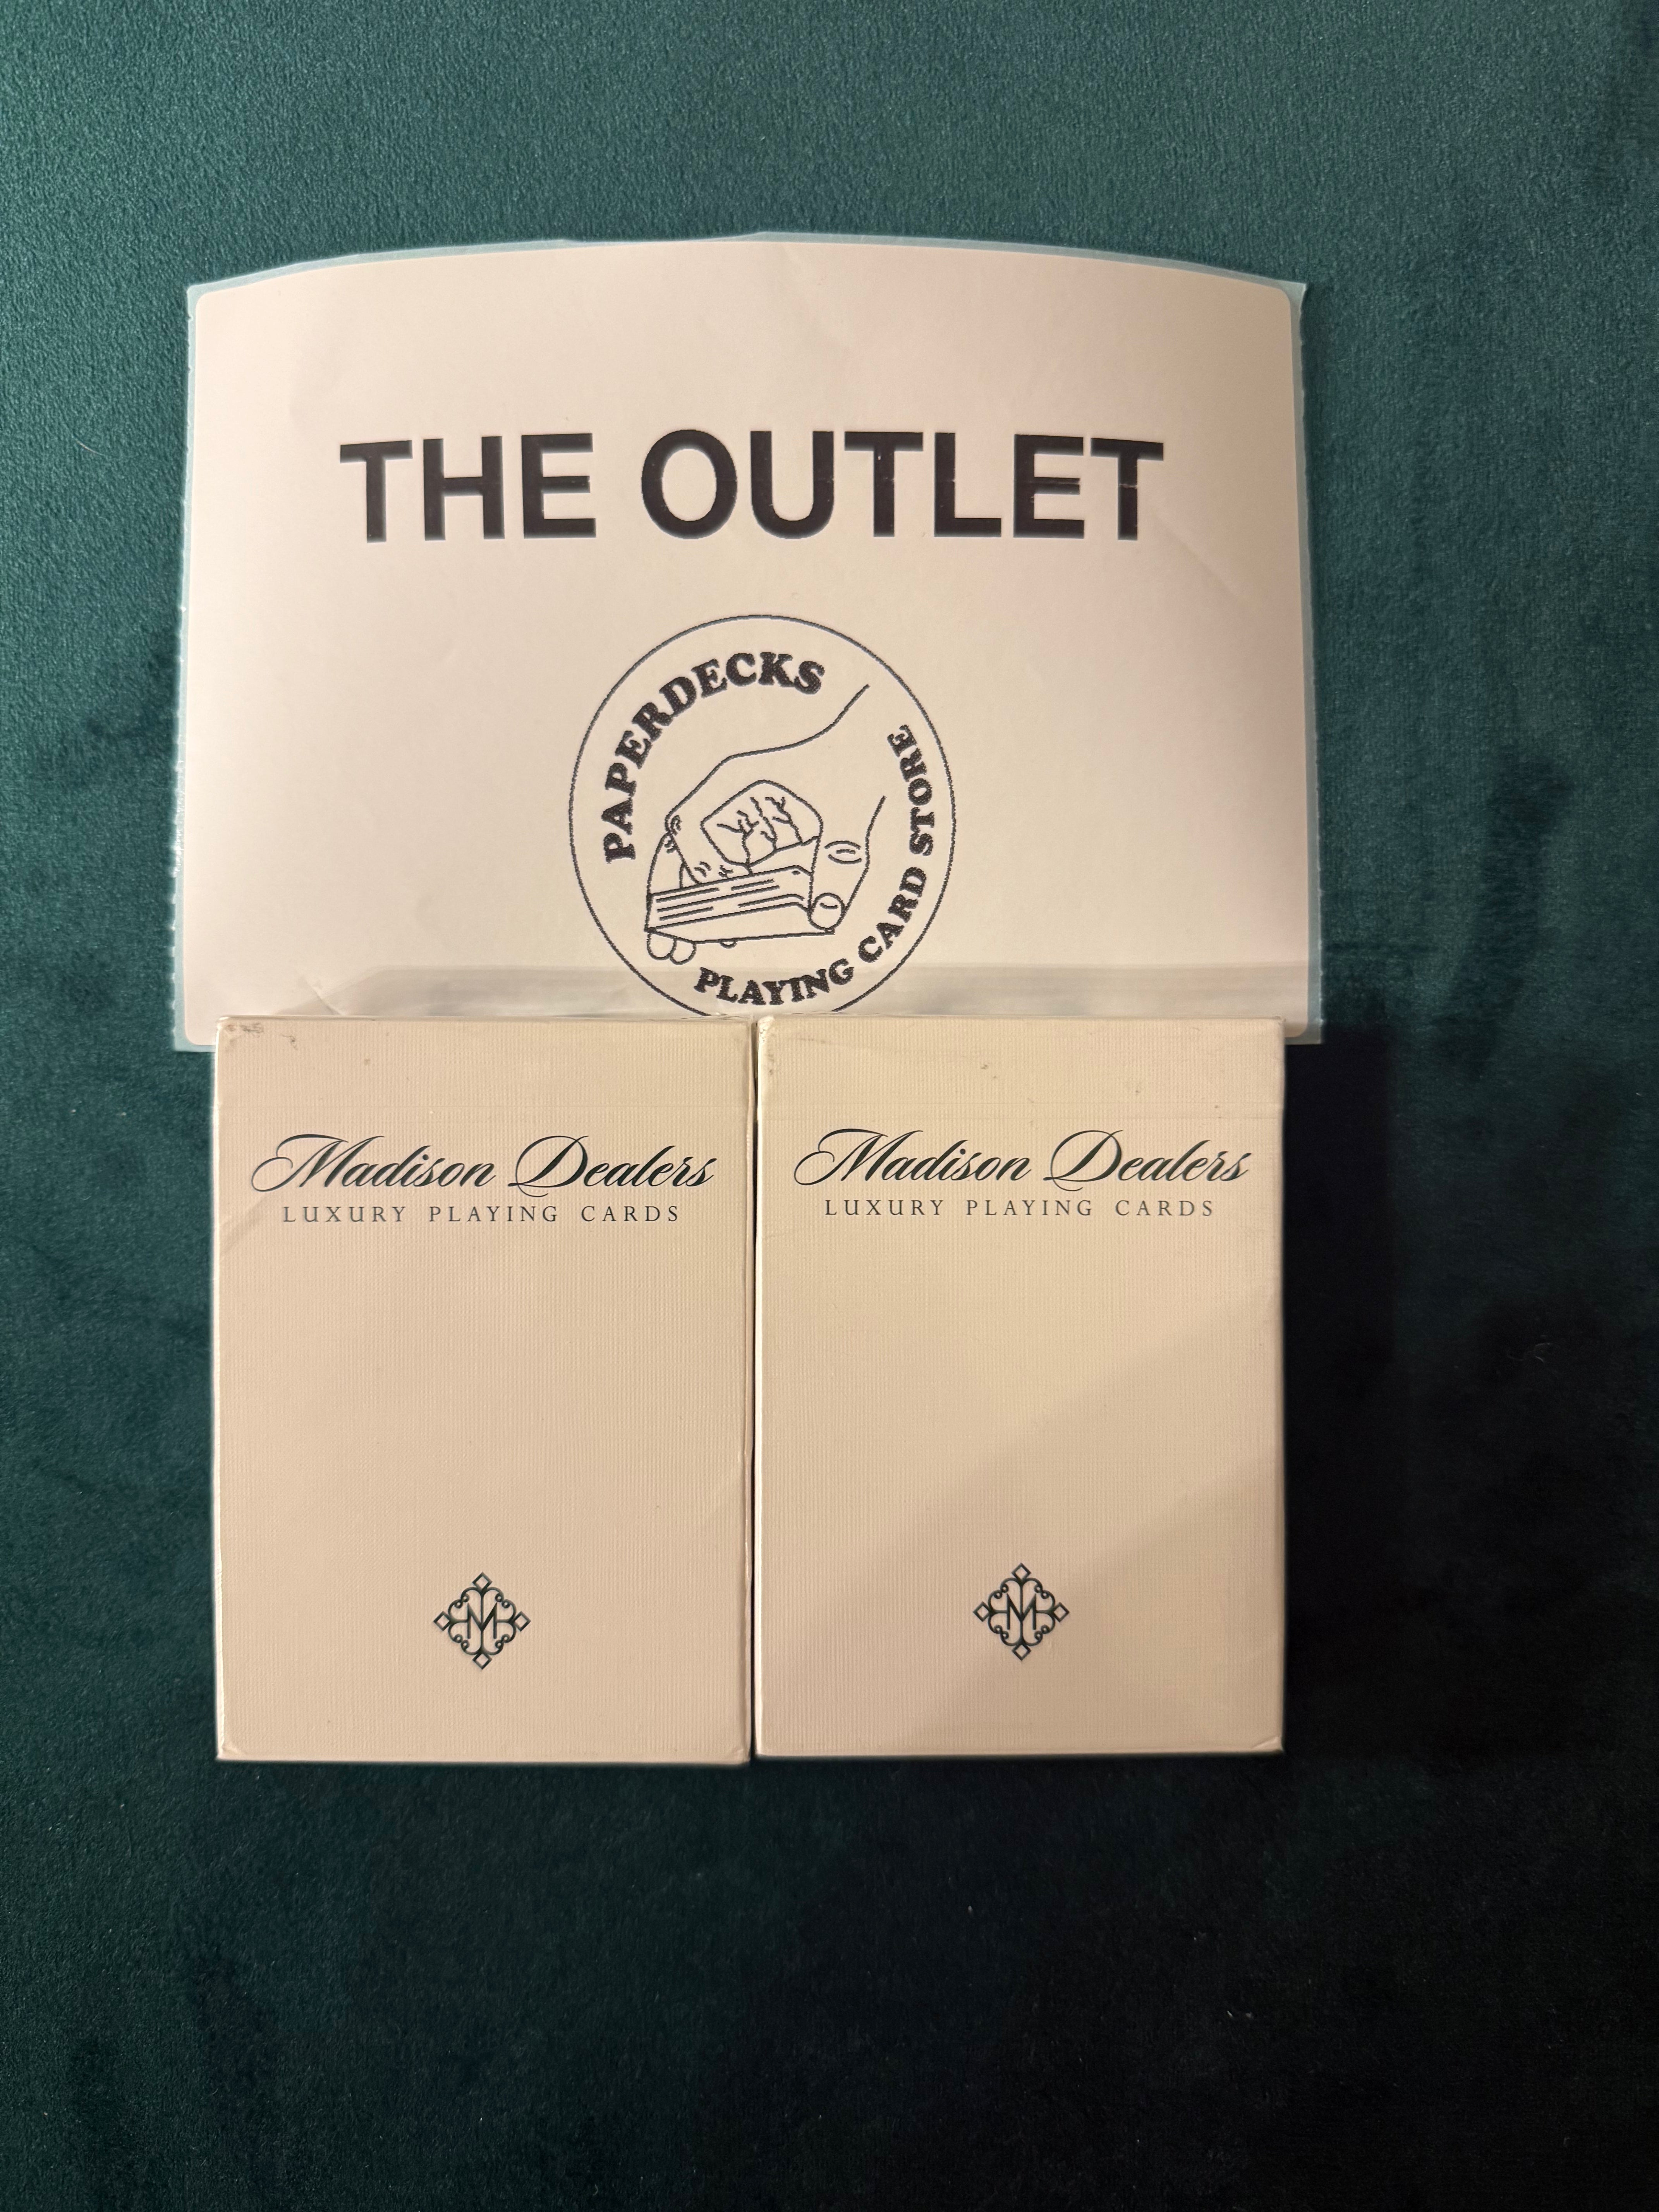 THE OUTLET
PAPERDECKS
PLAYING CARD STORE
Madison Dealers
LUXURY PLAYING CARDS
M
Madison Dealers
LUXURY PLAYING CARDS
M